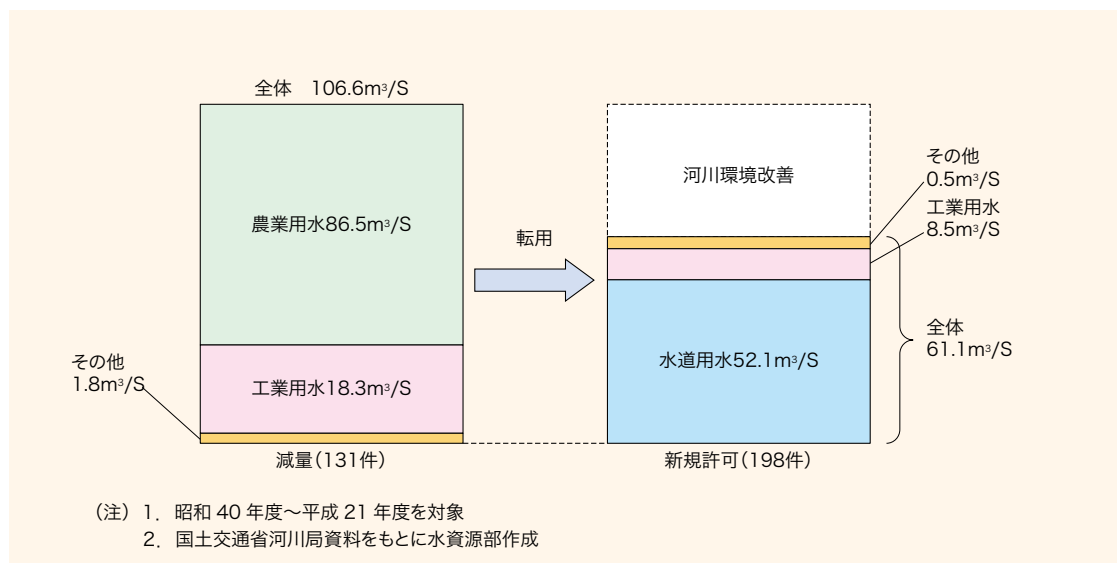 全体 106.6m³/S
農業用水86.5m³/S
その他
1.8m³/S
工業用水18.3m³/S
減量(131件)
転用
河川環境改善
その他
0.5m³/S
工業用水
8.5m³/S
水道用水52.1m³/S
全体
61.1m³/S
新規許可(198件)
(注)1. 昭和 40 年度~平成 21 年度を対象
2. 国土交通省河川局資料をもとに水資源部作成